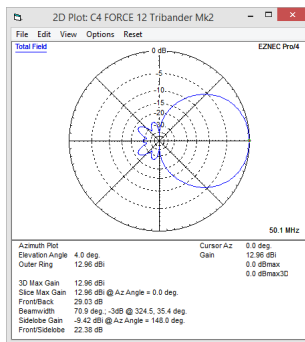 2D Plot: C4 FORCE 12 Tribander Mk2
File Edit View Options Reset
Total Field
EZNEC Pro/4
0 dB
-5
-10
-15
-20
-30
50.1 MHz
Azimuth Plot Cursor Az 0.0 deg.
Elevation Angle 4.0 deg. Gain 12.96 dBi
Outer Ring 12.96 dBi 0.0 dBmax
0.0 dBmax3D
3D Max Gain 12.96 dBi
Slice Max Gain 12.96 dBi @ Az Angle = 0.0 deg.
Front/Back 29.03 dB
Beamwidth 70.9 deg.; -3dB @ 324.5, 35.4 deg.
Sidelobe Gain -9.42 dBi @ Az Angle = 148.0 deg.
Front/Sidelobe 22.38 dB